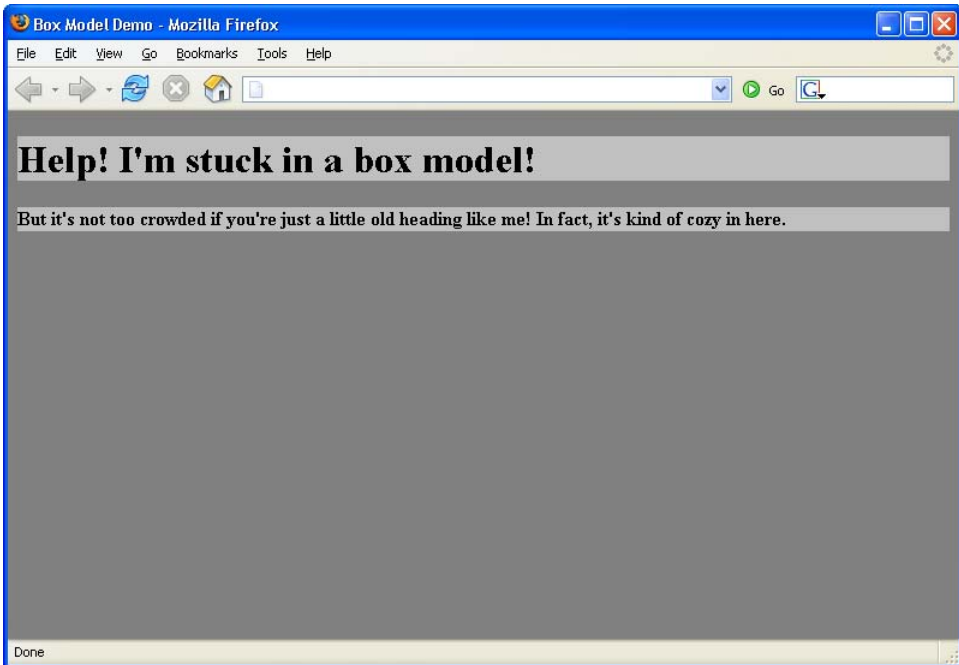 Box Model Demo - Mozilla Firefox
File Edit View Go Bookmarks Tools Help
Go G
Help! I'm stuck in a box model!
But it's not too crowded if you're just a little old heading like me! In fact, it's kind of cozy in here.
Done